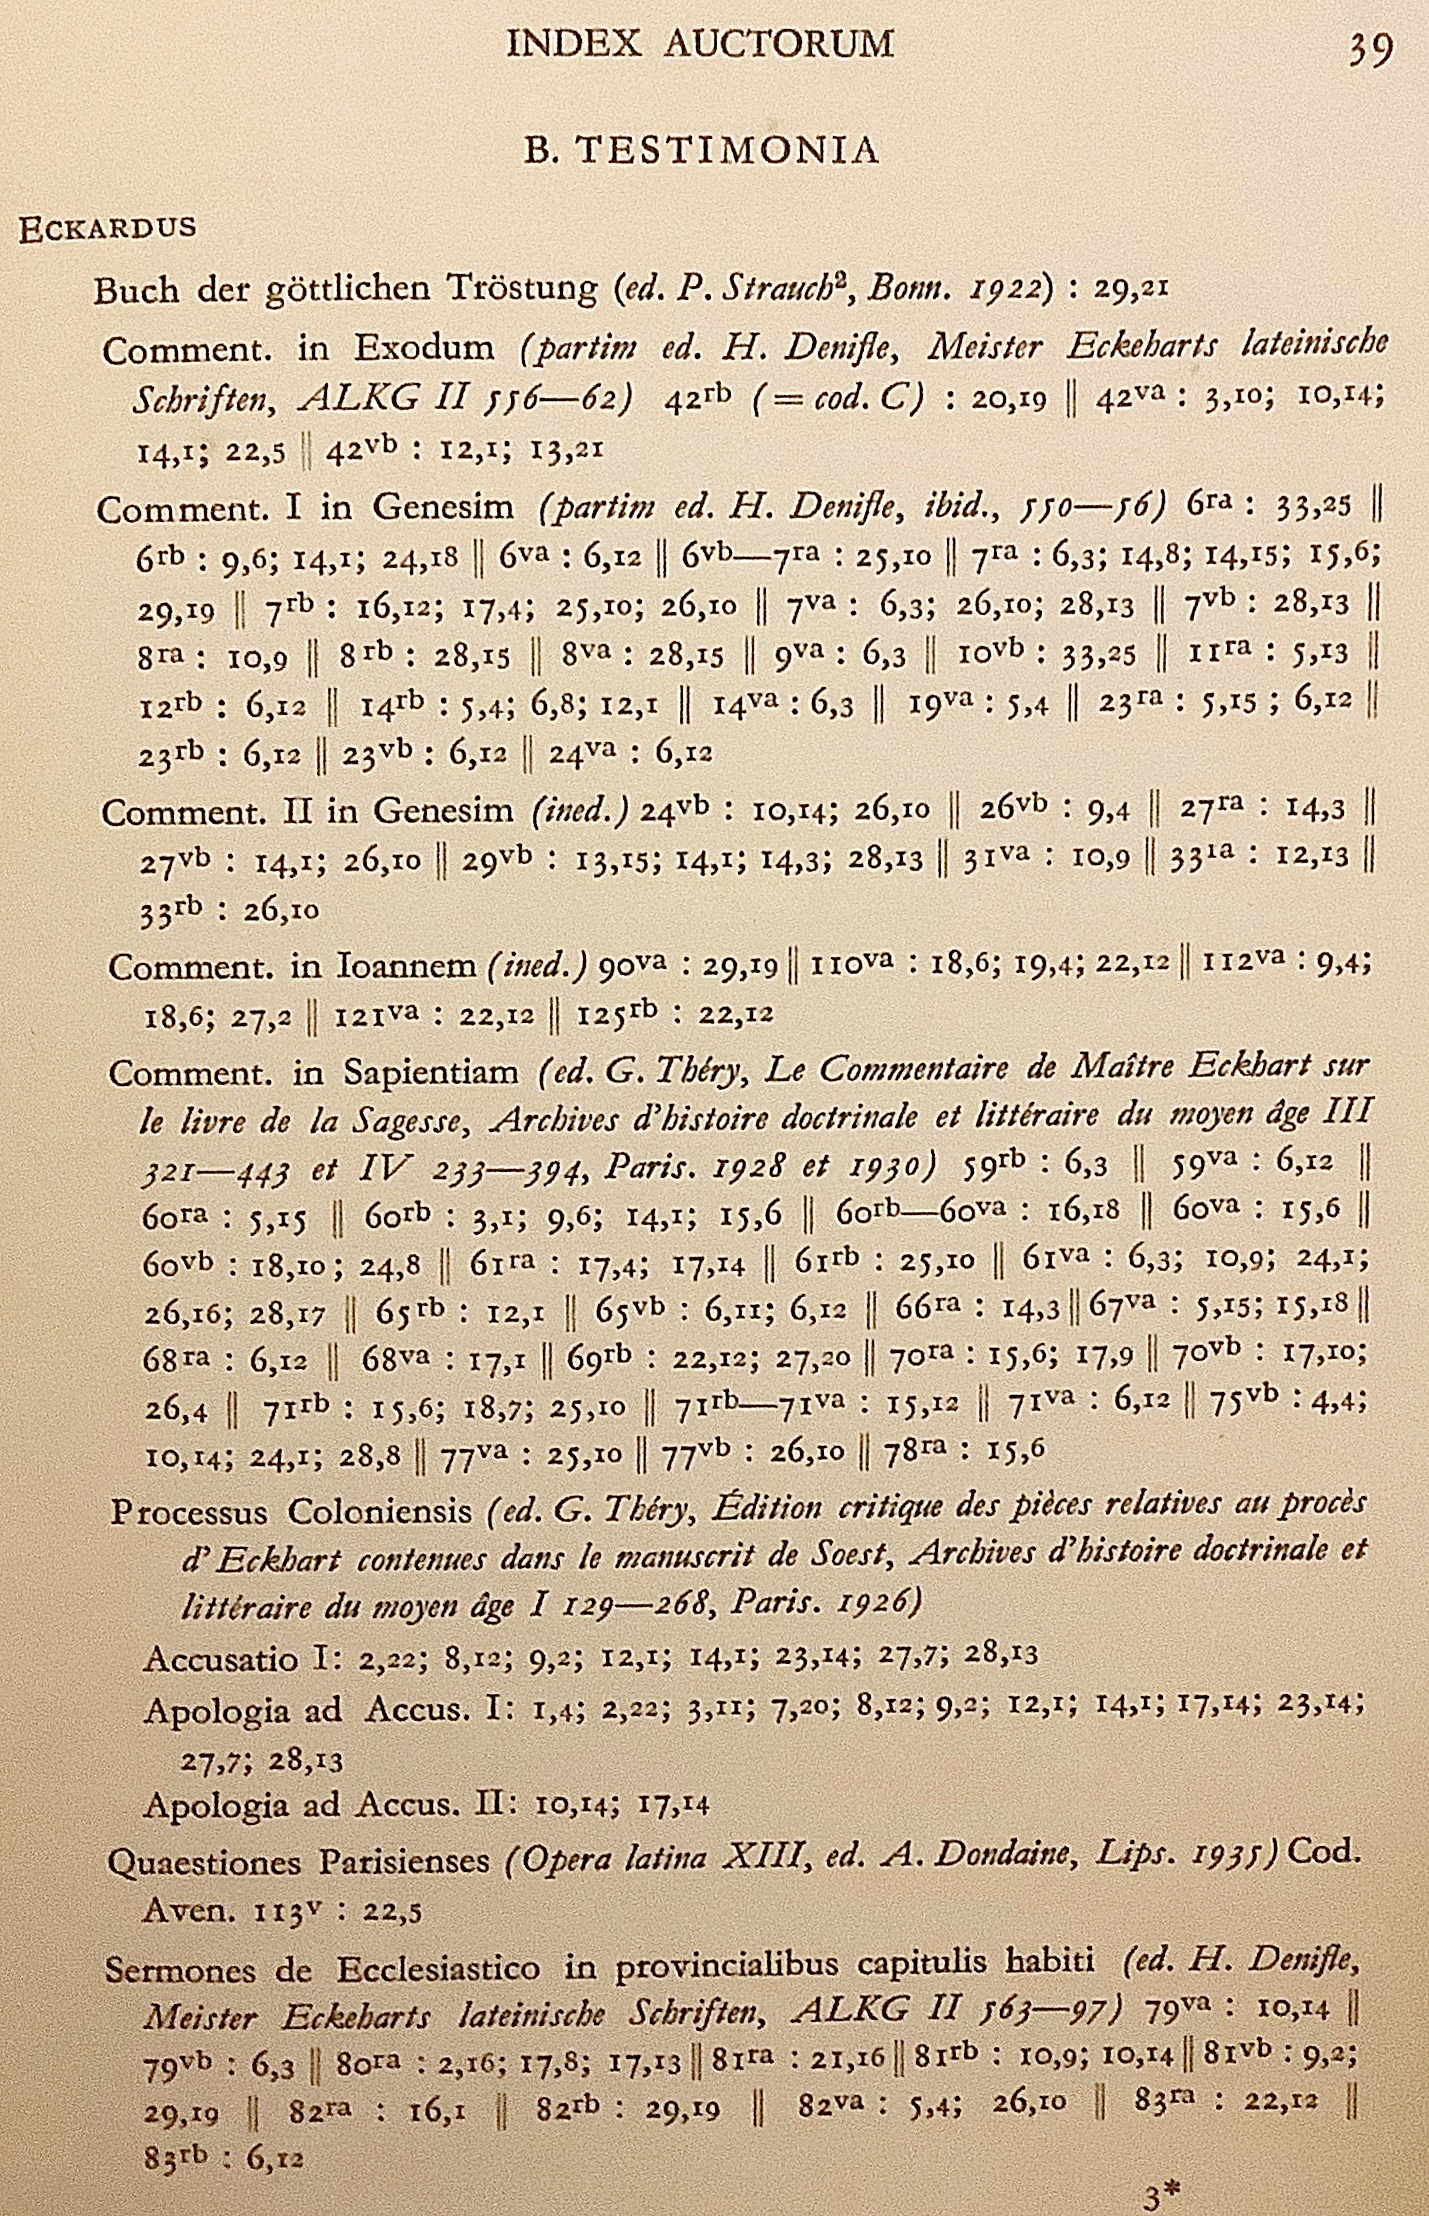 INDEX AUCTORUM 39
B. TESTIMONIA
ECKARDUS
Buch der göttlichen Tröstung (ed. P. Strauch², Bonn. 1922) : 29,21
Comment. in Exodum (partim ed. H. Denifle, Meister Eckeharts lateinische
Schriften, ALKG II 556—62) 42rb (= cod. C) : 20,19 || 42va : 3,10; 10,14;
14,1; 22,5 || 42vb : 12,1; 13,21
Comment. I in Genesim (partim ed. H. Denifle, ibid., 550—56) 6ra : 33,25 ||
6rb : 9,6; 14,1; 24,18 || 6va : 6,12 || 6vb—7ra : 25,10 || 7ra : 6,3; 14,8; 14,15; 15,6;
29,19 || 7rb : 16,12; 17,4; 25,10; 26,10 || 7va : 6,3; 26,10; 28,13 || 7vb : 28,13 ||
8ra : 10,9 || 8rb : 28,15 || 8va : 28,15 || 9va : 6,3 || 10vb : 33,25 || 11ra : 5,13 ||
12rb : 6,12 || 14rb : 5,4; 6,8; 12,1 || 14va : 6,3 || 19va : 5,4 || 23ra : 5,15 ; 6,12 ||
23rb : 6,12 || 23vb : 6,12 || 24va : 6,12
Comment. II in Genesim (ined.) 24vb : 10,14; 26,10 || 26vb : 9,4 || 27ra : 14,3 ||
27vb : 14,1; 26,10 || 29vb : 13,15; 14,1; 14,3; 28,13 || 31va : 10,9 || 33ra : 12,13 ||
33rb : 26,10
Comment. in Ioannem (ined.) 90va : 29,19 || 110va : 18,6; 19,4; 22,12 || 112va : 9,4;
18,6; 27,2 || 121va : 22,12 || 125rb : 22,12
Comment. in Sapientiam (ed. G. Théry, Le Commentaire de Maître Eckhart sur
le livre de la Sagesse, Archives d'histoire doctrinale et littéraire du moyen âge III
321—443 et IV 233—394, Paris. 1928 et 1930) 59rb : 6,3 || 59va : 6,12 ||
60ra : 5,15 || 60rb : 3,1; 9,6; 14,1; 15,6 || 60rb—60va : 16,18 || 60va : 15,6 ||
60vb : 18,10; 24,8 || 61ra : 17,4; 17,14 || 61rb : 25,10 || 61va : 6,3; 10,9; 24,1;
26,16; 28,17 || 65rb : 12,1 || 65vb : 6,11; 6,12 || 66ra : 14,3 || 67va : 5,15; 15,18 ||
68ra : 6,12 || 68va : 17,1 || 69rb : 22,12; 27,20 || 70ra : 15,6; 17,9 || 70vb : 17,10;
26,4 || 71rb : 15,6; 18,7; 25,10 || 71rb—71va : 15,12 || 71va : 6,12 || 75vb : 4,4;
10,14; 24,1; 28,8 || 77va : 25,10 || 77vb : 26,10 || 78ra : 15,6
Processus Coloniensis (ed. G. Théry, Édition critique des pièces relatives au procès
d'Eckhart contenues dans le manuscrit de Soest, Archives d'histoire doctrinale et
littéraire du moyen âge I 129—268, Paris. 1926)
Accusatio I: 2,22; 8,12; 9,2; 12,1; 14,1; 23,14; 27,7; 28,13
Apologia ad Accus. I: 1,4; 2,22; 3,11; 7,20; 8,12; 9,2; 12,1; 14,1; 17,14; 23,14;
27,7; 28,13
Apologia ad Accus. II: 10,14; 17,14
Quaestiones Parisienses (Opera latina XIII, ed. A. Dondaine, Lips. 1935) Cod.
Aven. 113v : 22,5
Sermones de Ecclesiastico in provincialibus capitulis habiti (ed. H. Denifle,
Meister Eckeharts lateinische Schriften, ALKG II 563—97) 79va : 10,14 ||
79vb : 6,3 || 80ra : 2,16; 17,8; 17,13 || 81ra : 21,16 || 81rb : 10,9; 10,14 || 81vb : 9,2;
29,19 || 82ra : 16,1 || 82rb : 29,19 || 82va : 5,4; 26,10 || 83ra : 22,12 ||
83rb : 6,12
3*